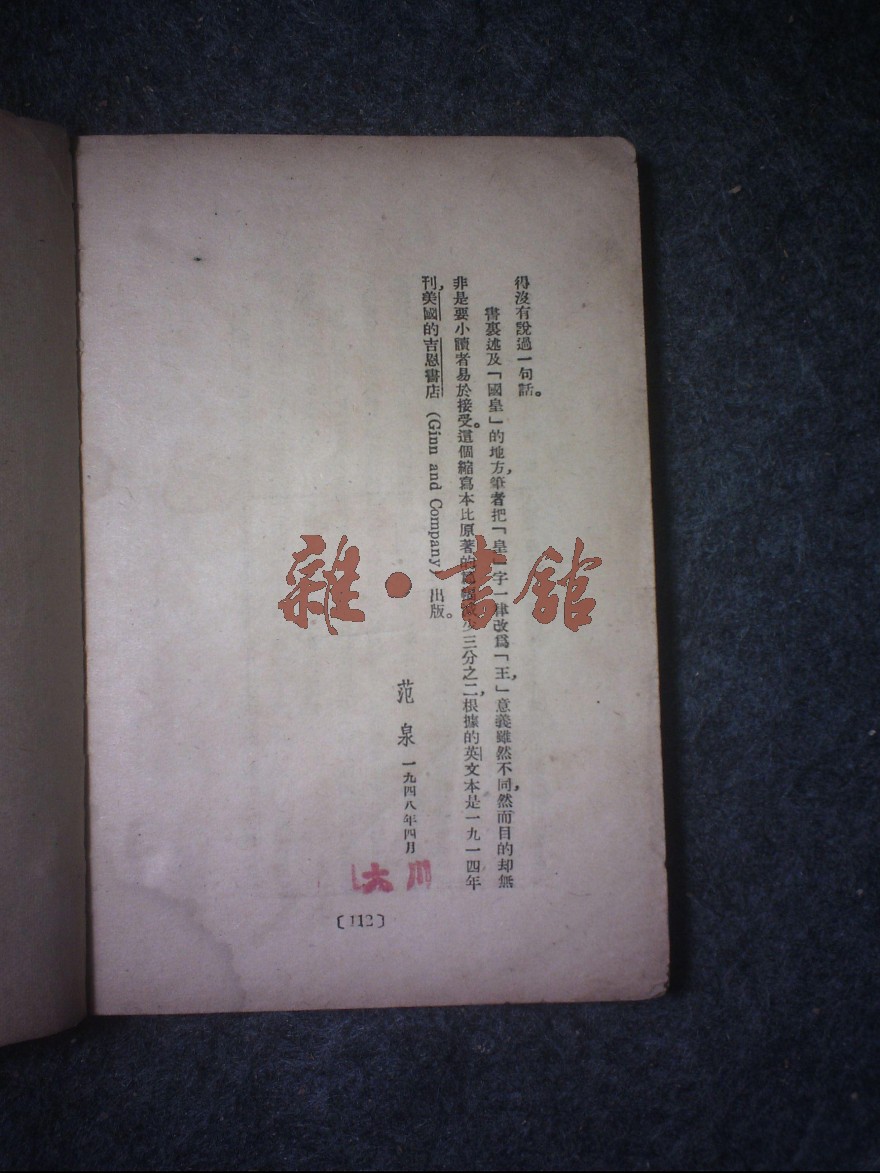 得沒有說過一句話。
書裏述及「國皇」的地方，筆者把「皇」字一律改爲「王」，意義雖然不同，然而目的却無
非是要小讀者易於接受。這個縮寫本比原著的少三分之二，根據的英文本是一九一四年
刊，美國的吉恩書店（Ginn and Company）出版。
范泉 一九四八年四月
〔112〕
雜·書館